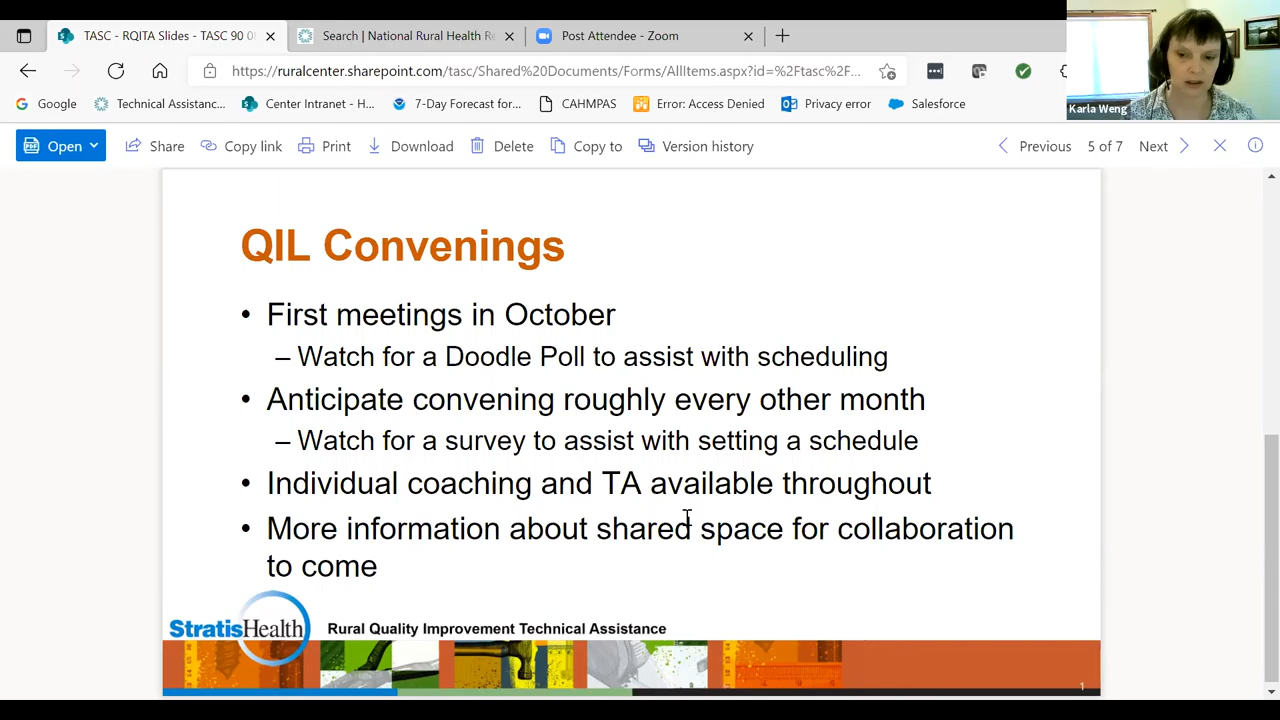 TASC - RQITA Slides - TASC 90 0
Search | National Rural Health R
Post Attendee - Zoom
https://ruralcenter.sharepoint.com/tasc/Shared%20Documents/Forms/AllItems.aspx?id=%2Ftasc%2F...
Google
Technical Assistanc...
Center Intranet - H...
7-Day Forecast for...
CAHMPAS
Error: Access Denied
Privacy error
Salesforce
Karla Weng
PDF
Open
Share
Copy link
Print
Download
Delete
Copy to
Version history
Previous
5 of 7
Next
QIL Convenings
• First meetings in October
– Watch for a Doodle Poll to assist with scheduling
• Anticipate convening roughly every other month
– Watch for a survey to assist with setting a schedule
• Individual coaching and TA available throughout
• More information about shared space for collaboration
to come
StratisHealth
Rural Quality Improvement Technical Assistance
1